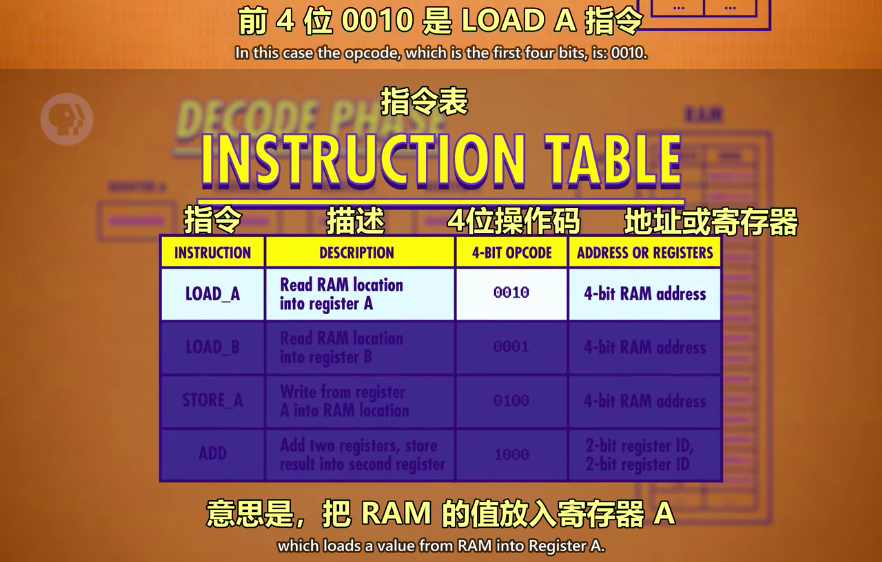 前 4 位 0010 是 LOAD A 指令
In this case the opcode, which is the first four bits, is: 0010.
... ...
DECODE PHASE
RAM
指令表
INSTRUCTION TABLE
指令 描述 4位操作码 地址或寄存器
INSTRUCTION DESCRIPTION 4-BIT OPCODE ADDRESS OR REGISTERS
LOAD_A Read RAM location into register A 0010 4-bit RAM address
LOAD_B Read RAM location into register B 0001 4-bit RAM address
STORE_A Write from register A into RAM location 0100 4-bit RAM address
ADD Add two registers, store result into second register 1000 2-bit register ID, 2-bit register ID
意思是，把 RAM 的值放入寄存器 A
which loads a value from RAM into Register A.